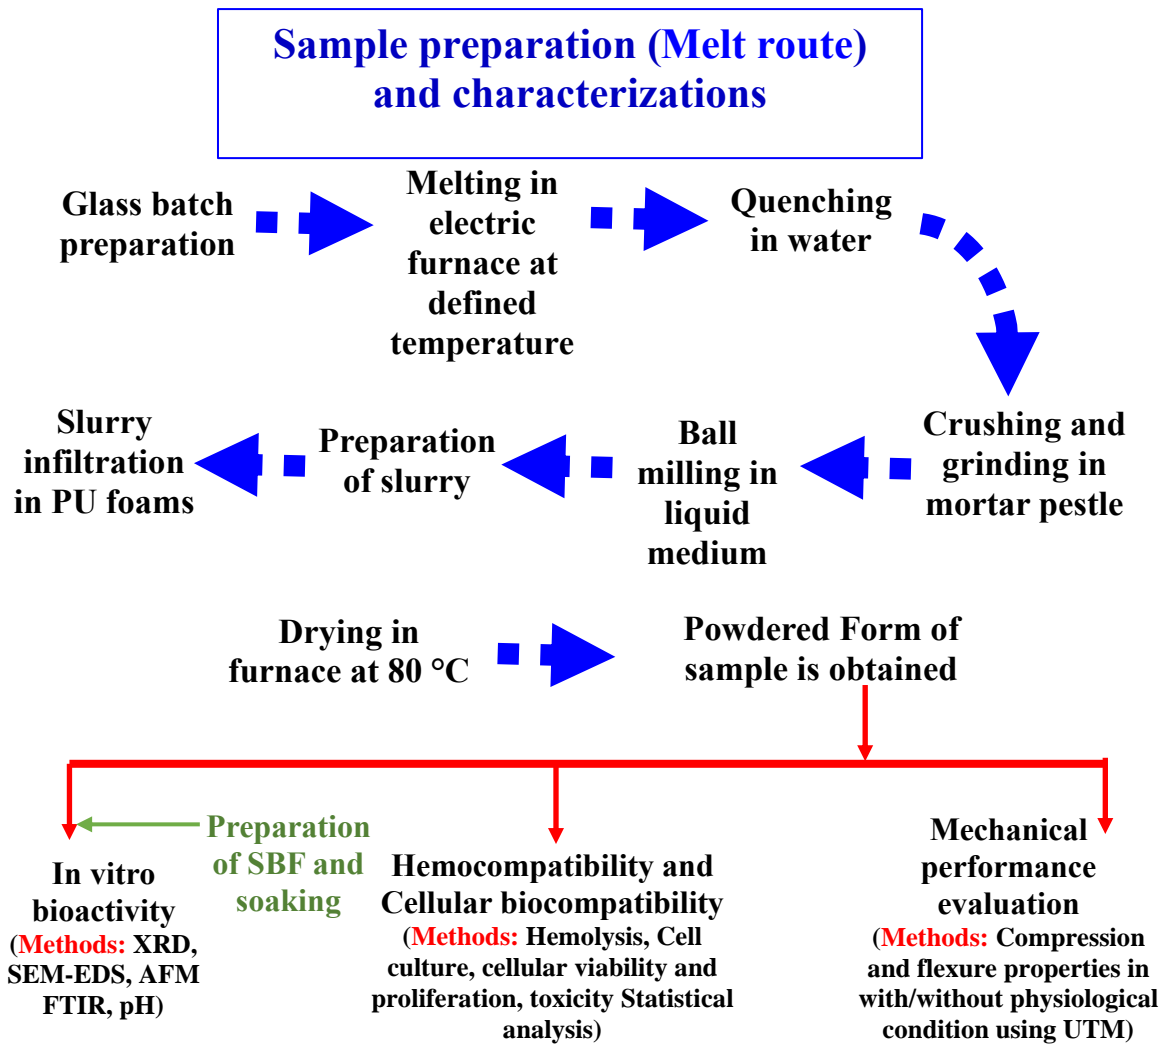 Sample preparation (Melt route)
and characterizations
Glass batch
preparation
Melting in
electric
furnace at
defined
temperature
Quenching
in water
Crushing and
grinding in
mortar pestle
Ball
milling in
liquid
medium
Preparation
of slurry
Slurry
infiltration
in PU foams
Drying in
furnace at 80 °C
Powdered Form of
sample is obtained
Preparation
of SBF and
soaking
In vitro
bioactivity
(Methods: XRD,
SEM-EDS, AFM
FTIR, pH)
Hemocompatibility and
Cellular biocompatibility
(Methods: Hemolysis, Cell
culture, cellular viability and
proliferation, toxicity Statistical
analysis)
Mechanical
performance
evaluation
(Methods: Compression
and flexure properties in
with/without physiological
condition using UTM)